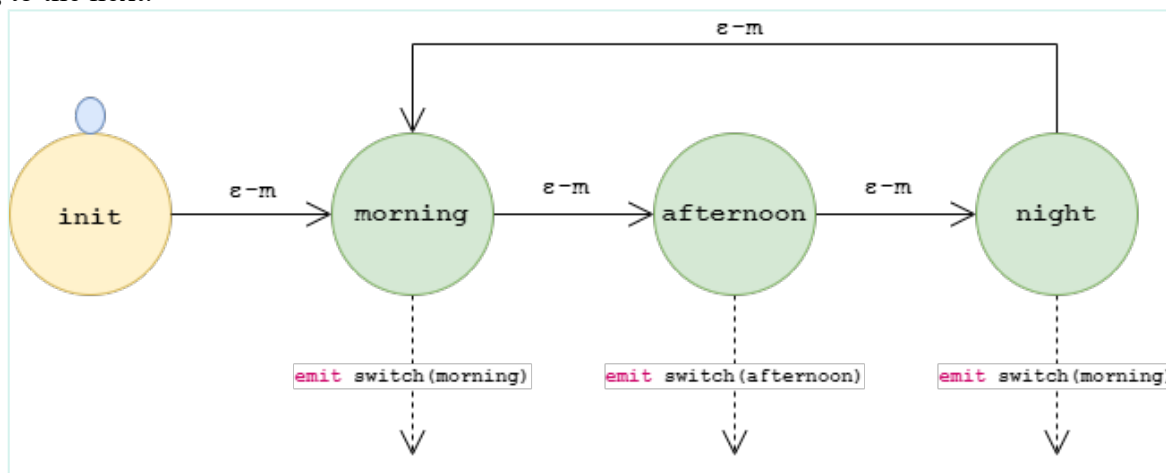 ε-m
ε-m
ε-m
ε-m
init
morning
afternoon
night
emit switch(morning)
emit switch(afternoon)
emit switch(morning)